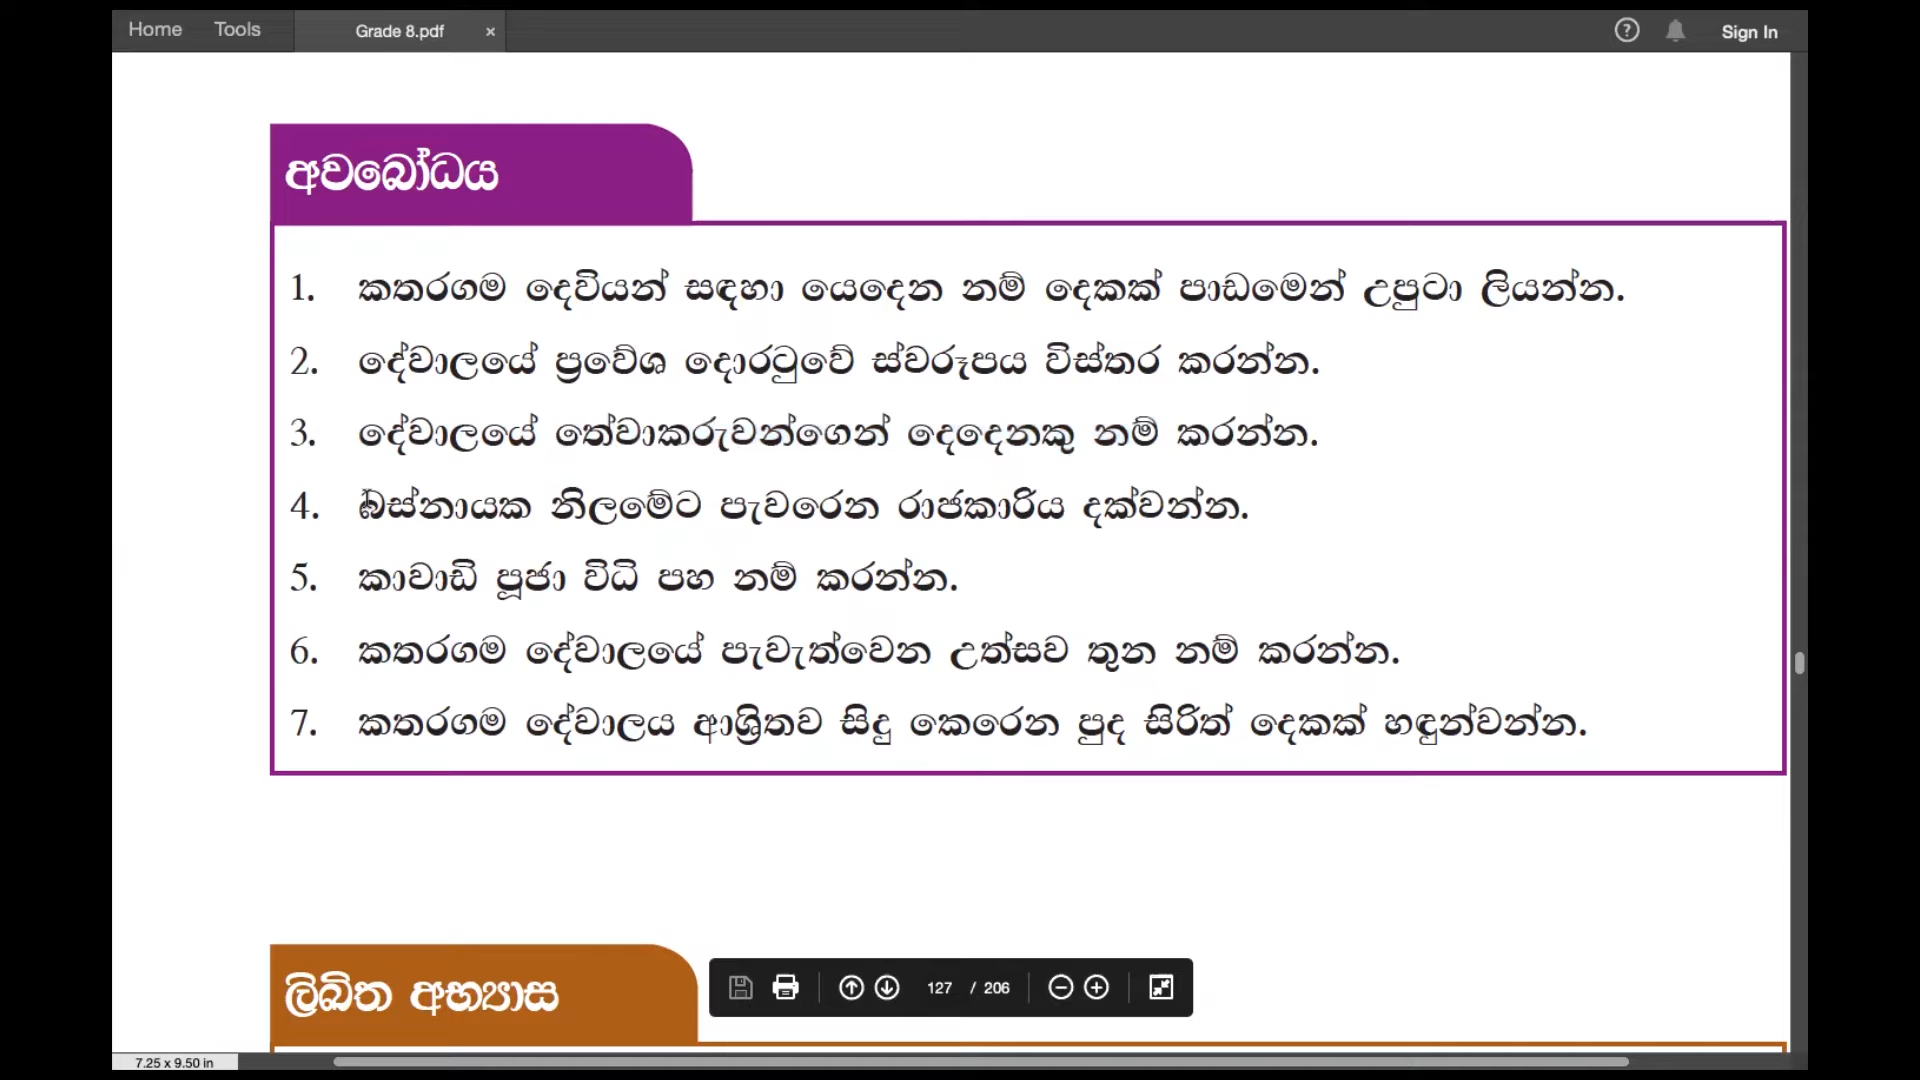 Home Tools Grade 8.pdf × ? Sign In
අවබෝධය
1. කතරගම දෙවියන් සඳහා යෙදෙන නම් දෙකක් පාඩමෙන් උපුටා ලියන්න.
2. දේවාලයේ ප්‍රවේශ දොරටුවේ ස්වරූපය විස්තර කරන්න.
3. දේවාලයේ තේවාකරුවන්ගෙන් දෙදෙනකු නම් කරන්න.
4. බස්නායක නිලමේට පැවරෙන රාජකාරිය දක්වන්න.
5. කාවාඩි පූජා විධි පහ නම් කරන්න.
6. කතරගම දේවාලයේ පැවැත්වෙන උත්සව තුන නම් කරන්න.
7. කතරගම දේවාලය ආශ්‍රිතව සිදු කෙරෙන පුද සිරිත් දෙකක් හඳුන්වන්න.
ලිඛිත අභ්‍යාස
127 / 206
7.25 x 9.50 in